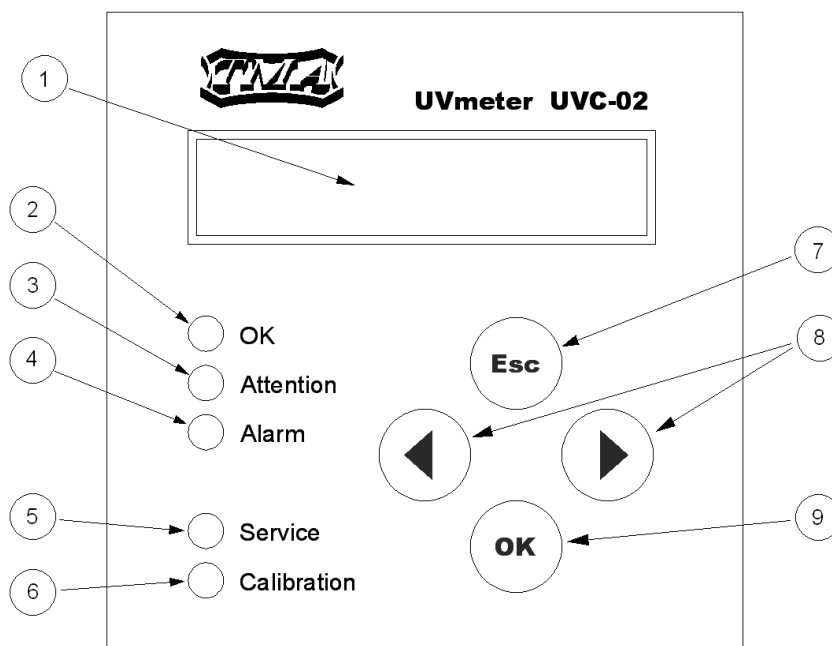 TMA
UVmeter UVC-02
1
2
3
4
5
6
7
8
9
OK
Attention
Alarm
Service
Calibration
Esc
OK